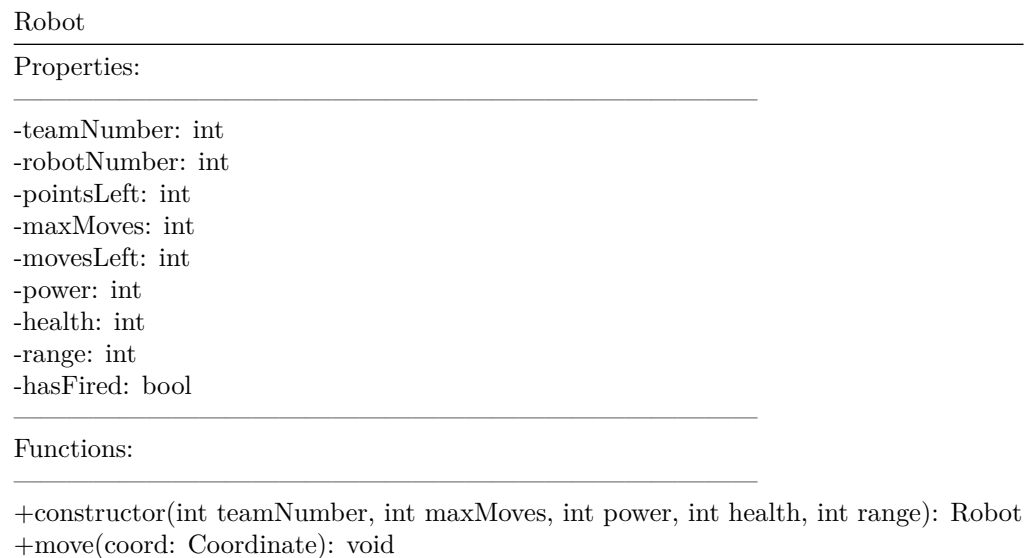 Robot
Properties:
-teamNumber: int
-robotNumber: int
-pointsLeft: int
-maxMoves: int
-movesLeft: int
-power: int
-health: int
-range: int
-hasFired: bool
Functions:
+constructor(int teamNumber, int maxMoves, int power, int health, int range): Robot
+move(coord: Coordinate): void